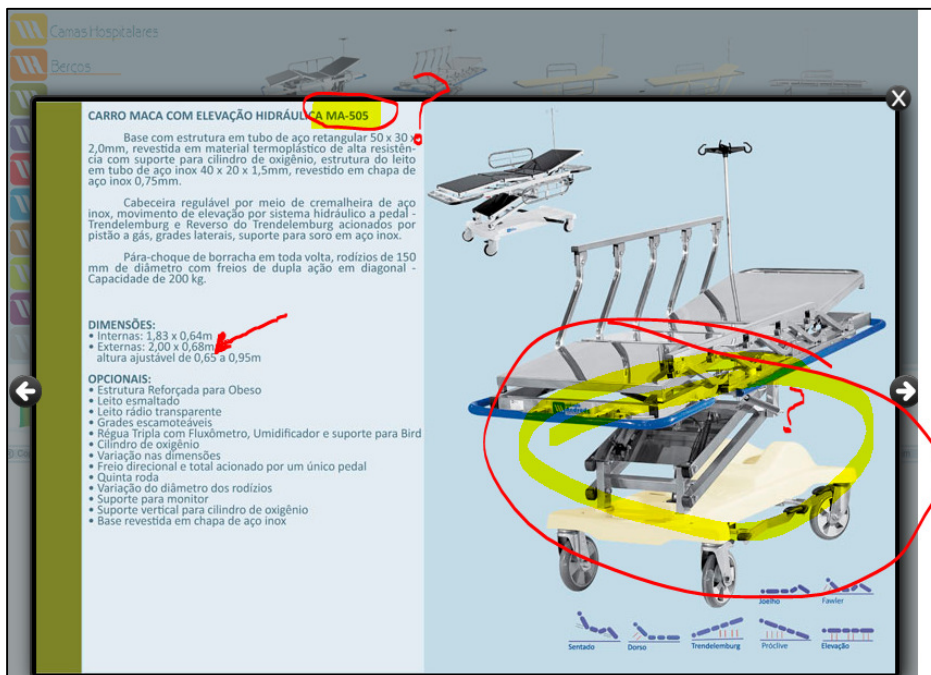 Camas Hospitalares
Berços
CARRO MACA COM ELEVAÇÃO HIDRÁULICA MA-505
Base com estrutura em tubo de aço retangular 50 x 30 x
2,0mm, revestida em material termoplástico de alta resistên-
cia com suporte para cilindro de oxigênio, estrutura do leito
em tubo de aço inox 40 x 20 x 1,5mm, revestido em chapa de
aço inox 0,75mm.
Cabeceira regulável por meio de cremalheira de aço
inox, movimento de elevação por sistema hidráulico a pedal -
Trendelemburg e Reverso do Trendelemburg acionados por
pistão a gás, grades laterais, suporte para soro em aço inox.
Pára-choque de borracha em toda volta, rodízios de 150
mm de diâmetro com freios de dupla ação em diagonal -
Capacidade de 200 kg.
DIMENSÕES:
• Internas: 1,83 x 0,64m
• Externas: 2,00 x 0,68m
altura ajustável de 0,65 a 0,95m
OPCIONAIS:
• Estrutura Reforçada para Obeso
• Leito esmaltado
• Leito rádio transparente
• Grades escamoteáveis
• Régua Tripla com Fluxômetro, Umidificador e suporte para Bird
• Cilindro de oxigênio
• Variação nas dimensões
• Freio direcional e total acionado por um único pedal
• Quinta roda
• Variação do diâmetro dos rodízios
• Suporte para monitor
• Suporte vertical para cilindro de oxigênio
• Base revestida em chapa de aço inox
Joelho Fawler
Sentado Dorso Trendelemburg Próclive Elevação